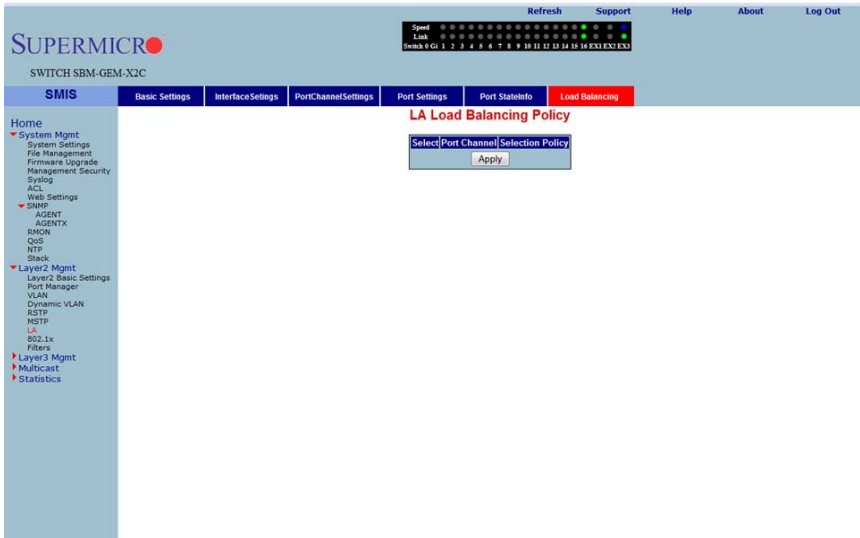 Refresh Support Help About Log Out
Speed
Link
Switch 0 Gi 1 2 3 4 5 6 7 8 9 10 11 12 13 14 15 16 EX1 EX2 EX3
SUPERMICRO
SWITCH SBM-GEM-X2C
SMIS
Basic Settings InterfaceSetings PortChannelSettings Port Settings Port StateInfo Load Balancing
LA Load Balancing Policy
Select Port Channel Selection Policy
Apply
Home
System Mgmt
System Settings
File Management
Firmware Upgrade
Management Security
Syslog
ACL
Web Settings
SNMP
AGENT
AGENTX
RMON
QoS
NTP
Stack
Layer2 Mgmt
Layer2 Basic Settings
Port Manager
VLAN
Dynamic VLAN
RSTP
MSTP
LA
802.1x
Filters
Layer3 Mgmt
Multicast
Statistics